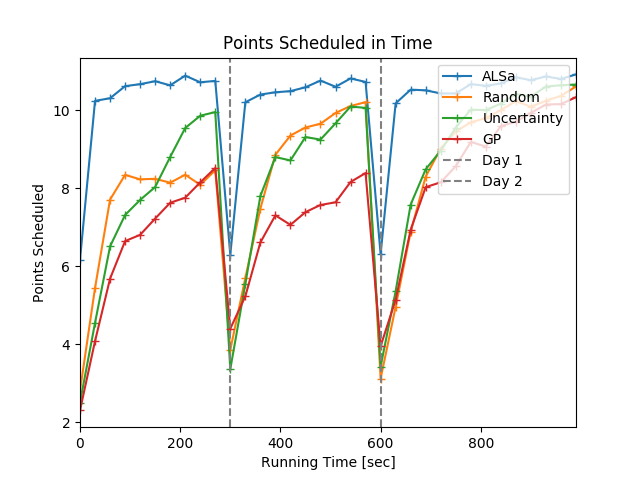 Points Scheduled in Time
Points Scheduled
10
8
6
4
2
ALSa
Random
Uncertainty
GP
Day 1
Day 2
0 200 400 600 800
Running Time [sec]